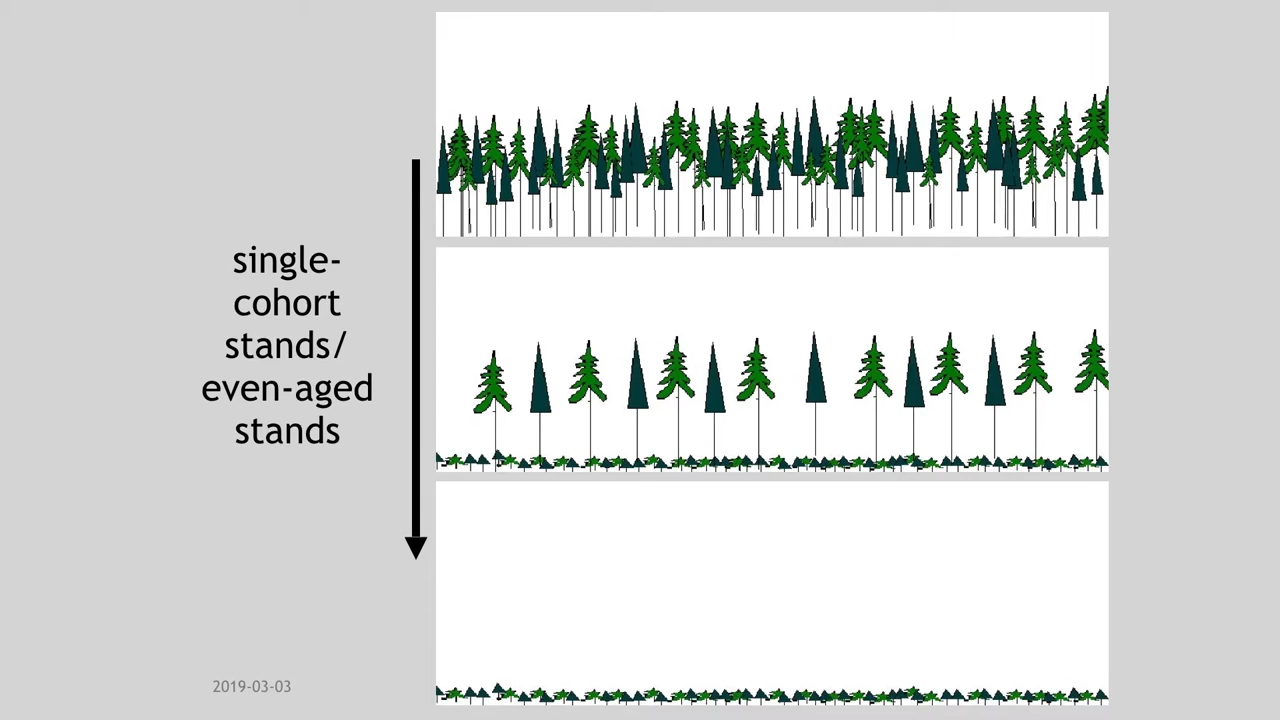 single-
cohort
stands/
even-aged
stands
2019-03-03